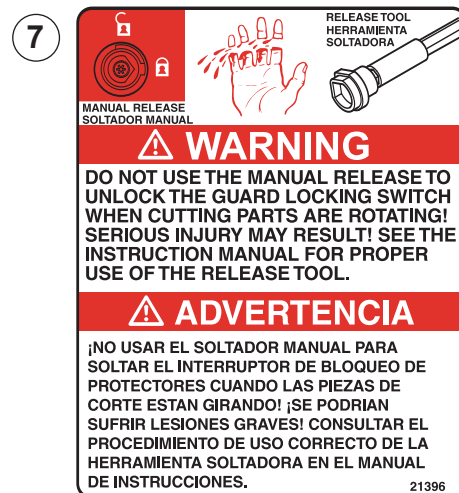 7
RELEASE TOOL
HERRAMIENTA
SOLTADORA
MANUAL RELEASE
SOLTADOR MANUAL
WARNING
DO NOT USE THE MANUAL RELEASE TO
UNLOCK THE GUARD LOCKING SWITCH
WHEN CUTTING PARTS ARE ROTATING!
SERIOUS INJURY MAY RESULT! SEE THE
INSTRUCTION MANUAL FOR PROPER
USE OF THE RELEASE TOOL.
ADVERTENCIA
¡NO USAR EL SOLTADOR MANUAL PARA
SOLTAR EL INTERRUPTOR DE BLOQUEO DE
PROTECTORES CUANDO LAS PIEZAS DE
CORTE ESTAN GIRANDO! ¡SE PODRIAN
SUFRIR LESIONES GRAVES! CONSULTAR EL
PROCEDIMIENTO DE USO CORRECTO DE LA
HERRAMIENTA SOLTADORA EN EL MANUAL
DE INSTRUCCIONES.
21396